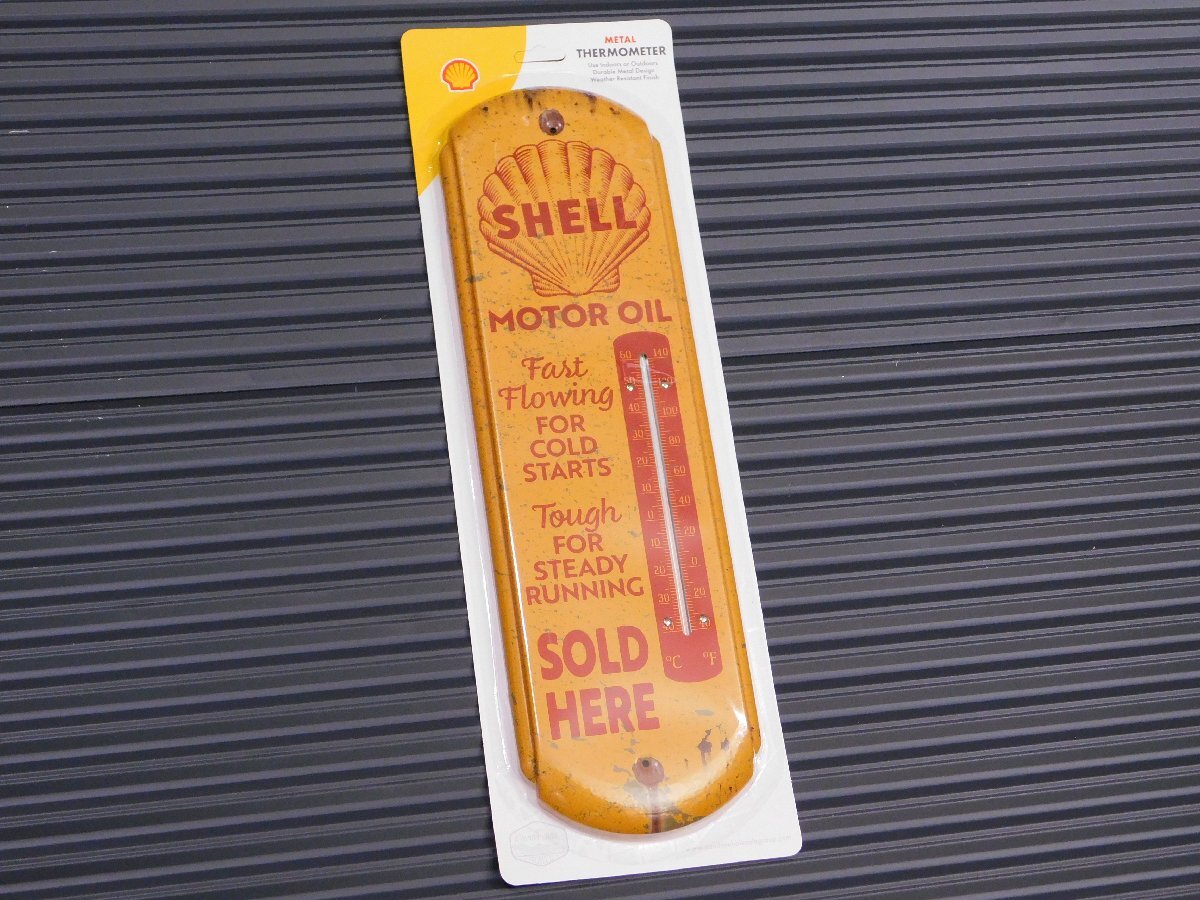 METAL
THERMOMETER
Use Indoors or Outdoors
Durable Metal Design
Weather Resistant Finish
SHELL
MOTOR OIL
Fast
Flowing
FOR
COLD
STARTS
Tough
FOR
STEADY
RUNNING
SOLD
HERE
60 140
50 120
40 100
30 80
20 60
10 40
0 20
10 0
20 20
30
°C °F